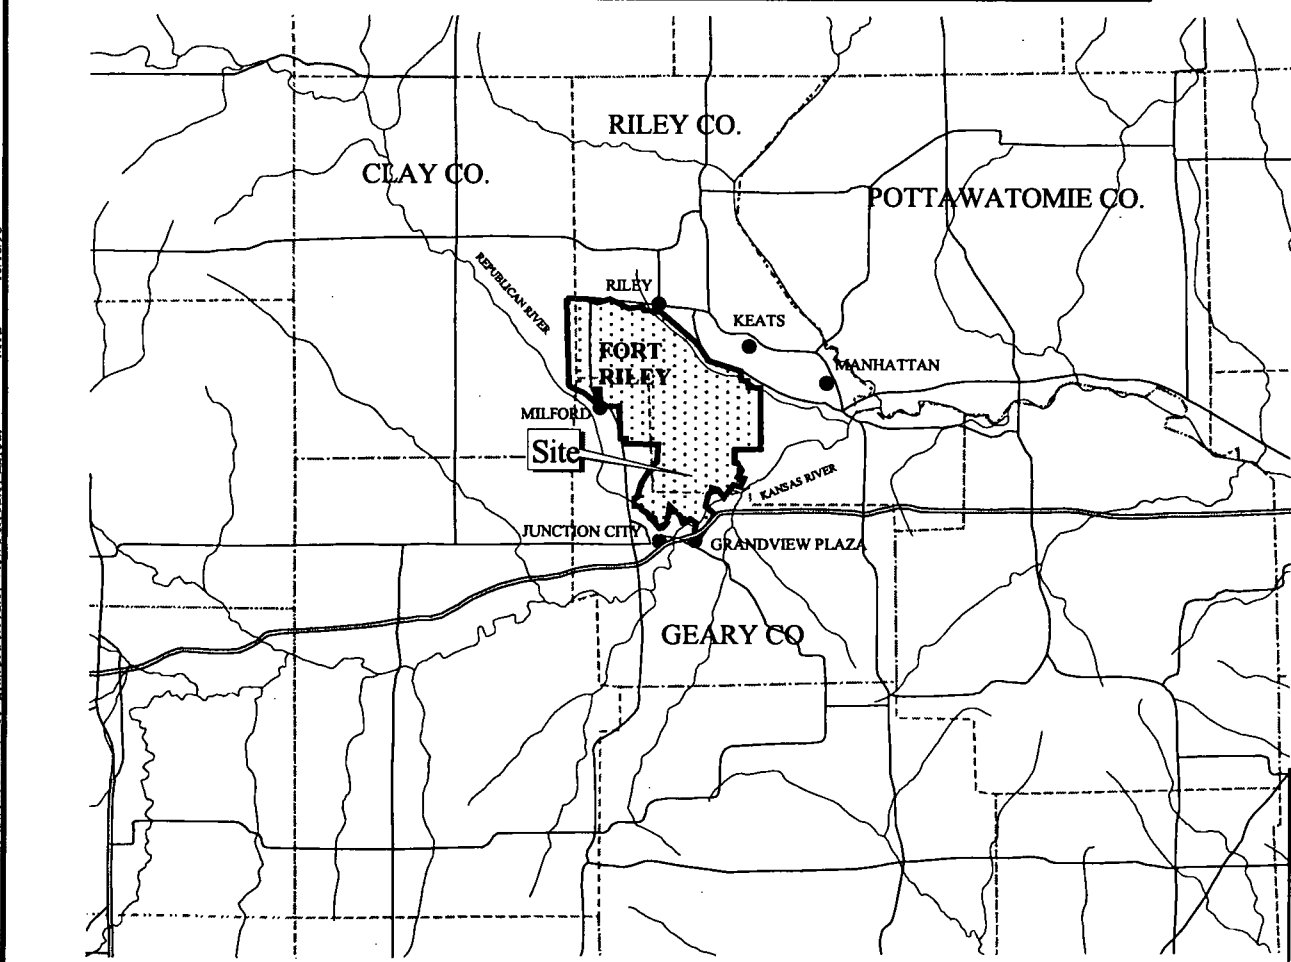 RILEY CO.
CLAY CO.
POTTAWATOMIE CO.
REPUBLICAN RIVER
RILEY
KEATS
FORT
RILEY
MANHATTAN
MILFORD
Site
KANSAS RIVER
JUNCTION CITY
GRANDVIEW PLAZA
GEARY CO